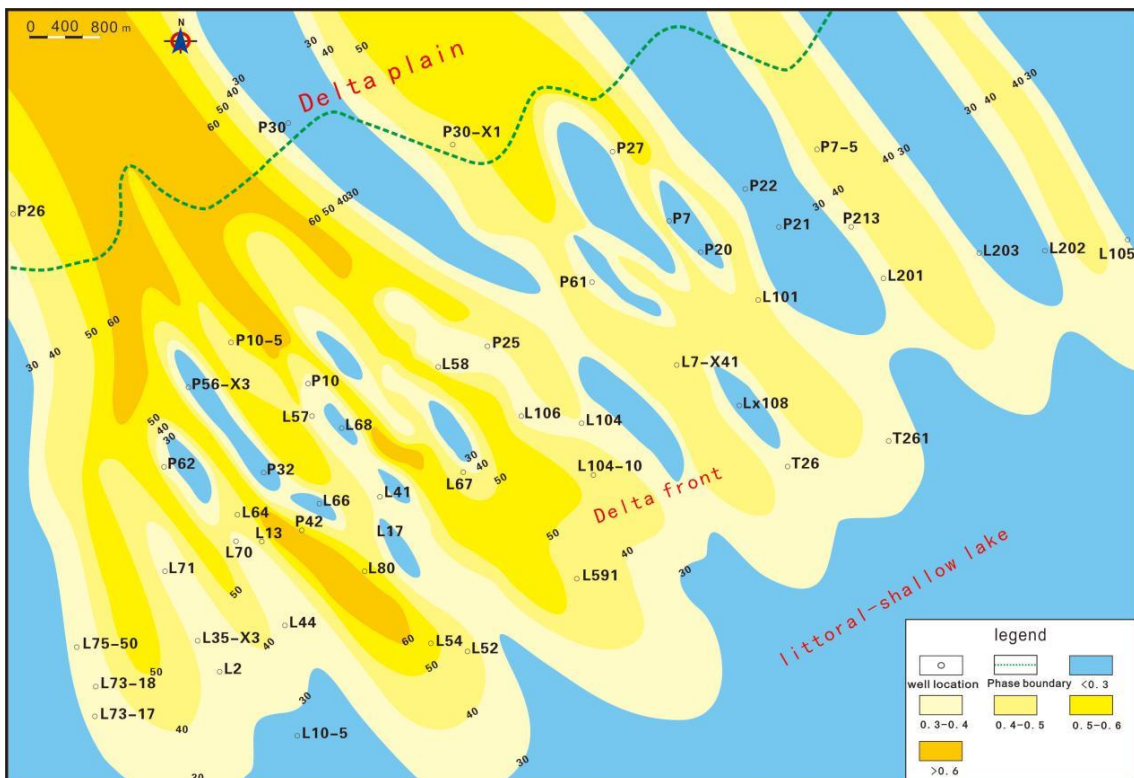 0 400 800 m
N
Delta plain
30
40
50
30
40
50
60
P30
P30-X1
P27
P7-5
P22
P26
P7
P213
P21
P20
L203
L202
L105
P61
L201
L101
60 50 40 30
40 30
30 40
30 40 40 30
50 60
30 40
P10-5
P25
L58
L7-X41
P56-X3
P10
Lx108
L57
L68
L106
L104
50
40
30
T261
P62
P32
L67
30
40
50
L104-10
T26
L66
L41
Delta front
L64
P42
L17
L13
L70
50
40
30
L71
L80
L591
littoral-shallow lake
50
L44
L35-X3
40
L75-50
L54
L52
60
50
L2
50
L73-18
30
L73-17
40
40
L10-5
30
30
legend
well location
Phase boundary
<0.3
0.3-0.4
0.4-0.5
0.5-0.6
>0.6